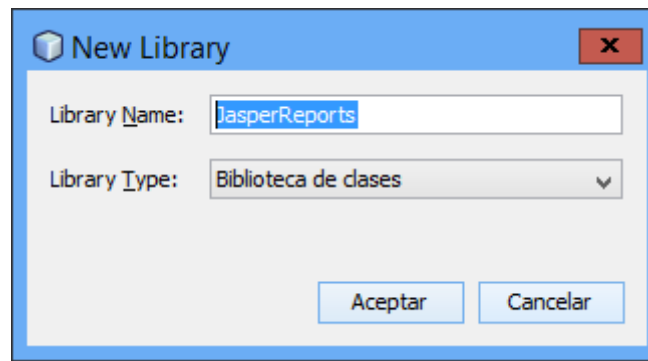 New Library
Library Name: JasperReports
Library Type: Biblioteca de clases
Aceptar Cancelar